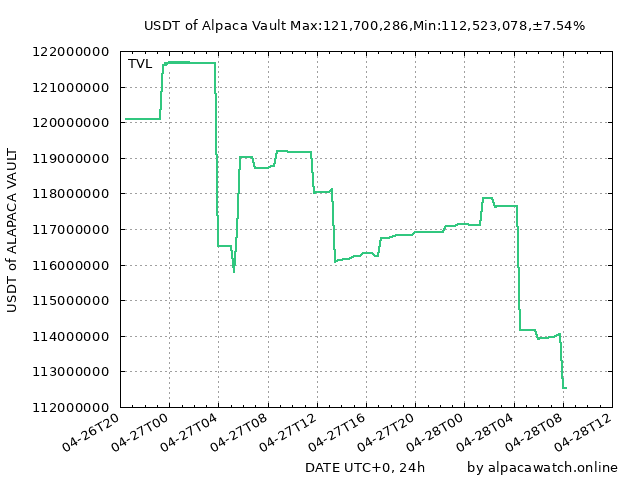 USDT of Alpaca Vault Max:121,700,286,Min:112,523,078,±7.54%
TVL
USDT of ALAPACA VAULT
122000000
121000000
120000000
119000000
118000000
117000000
116000000
115000000
114000000
113000000
112000000
04-26T20
04-27T00
04-27T04
04-27T08
04-27T12
04-27T16
04-27T20
04-28T00
04-28T04
04-28T08
04-28T12
DATE UTC+0, 24h
by alpacawatch.online